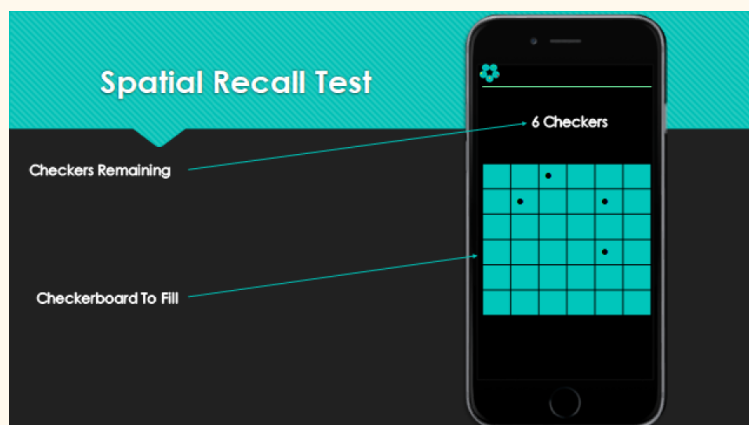 Spatial Recall Test
6 Checkers
Checkers Remaining
Checkerboard To Fill